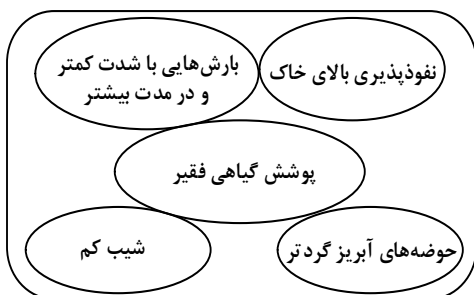 نفوذپذیری بالای خاک
بارش‌هایی با شدت کمتر
و در مدت بیشتر
پوشش گیاهی فقیر
حوضه‌های آبریز گردتر
شیب کم